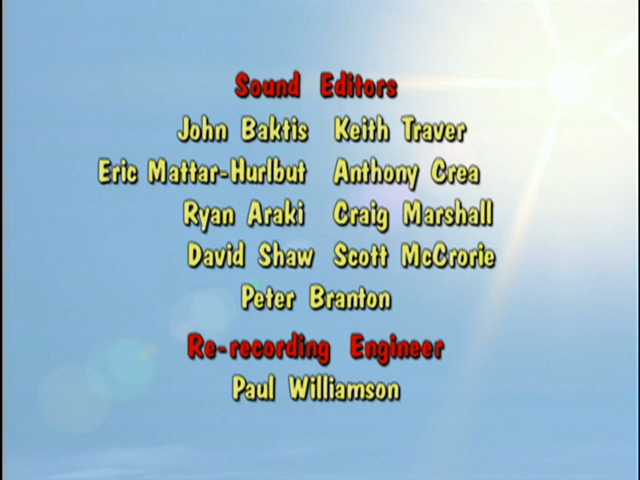 Sound Editors
John Baktis Keith Traver
Eric Mattar-Hurlbut Anthony Crea
Ryan Araki Craig Marshall
David Shaw Scott McCrorie
Peter Branton
Re-recording Engineer
Paul Williamson